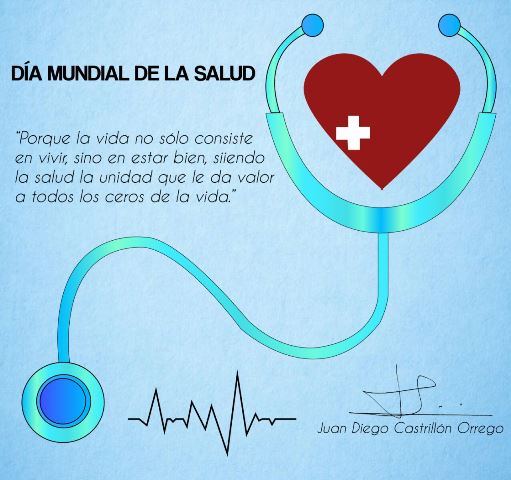 DÍA MUNDIAL DE LA SALUD
"Porque la vida no sólo consiste
en vivir, sino en estar bien, siiendo
la salud la unidad que le da valor
a todos los ceros de la vida."
Juan Diego Castrillón Orrego